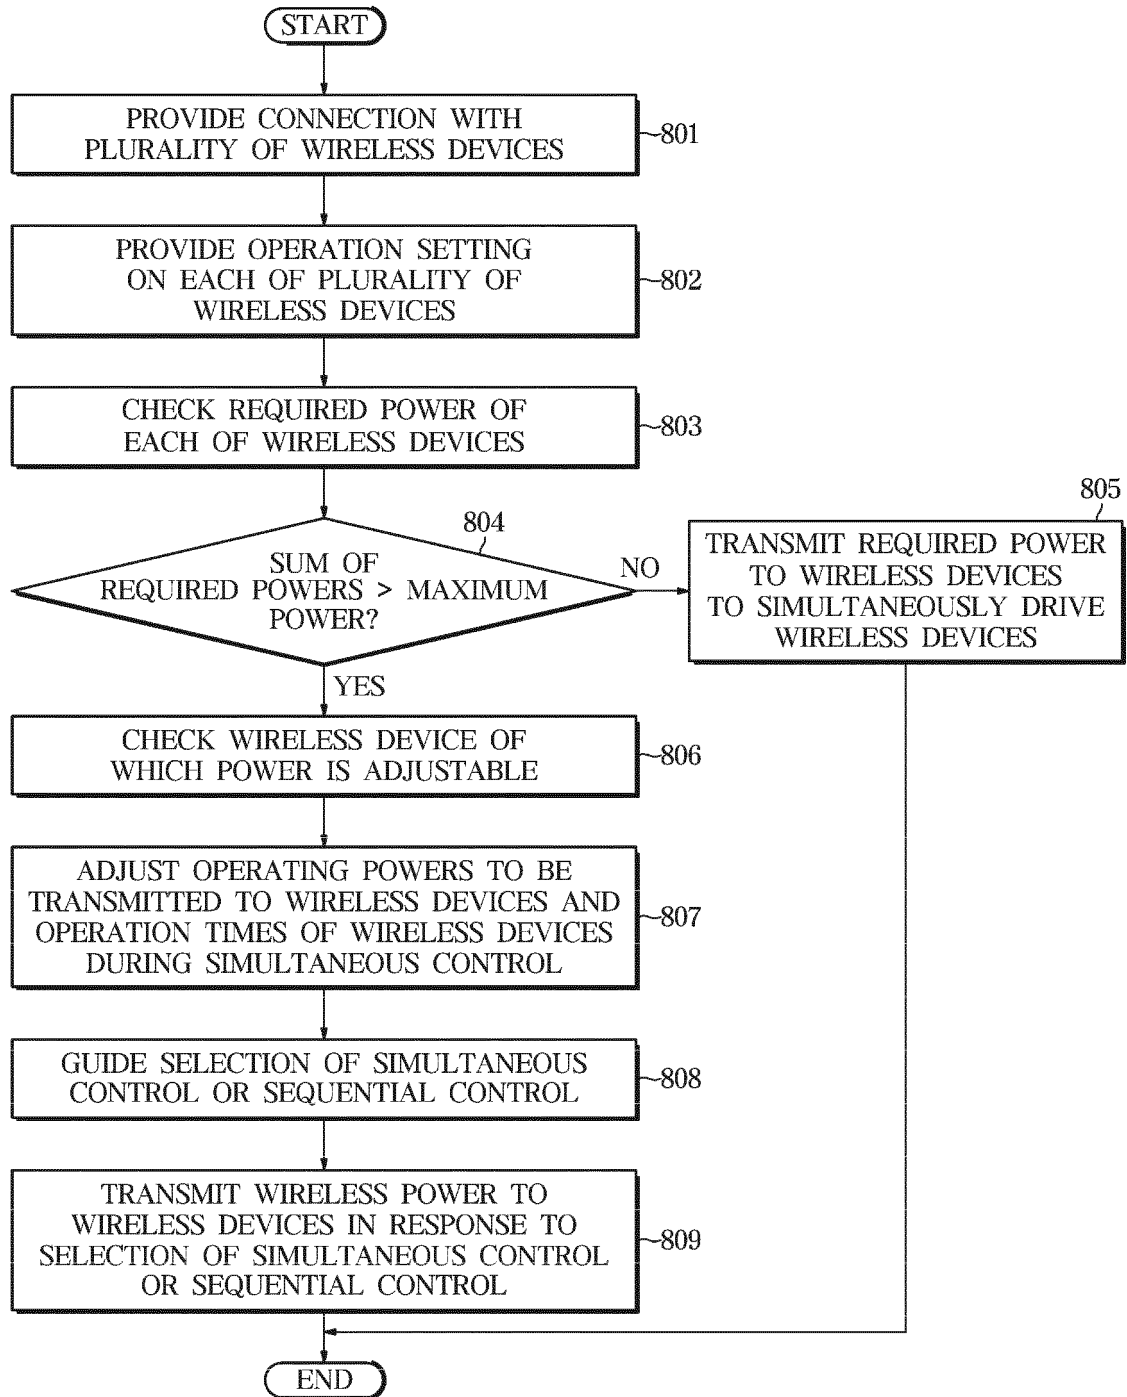 START
PROVIDE CONNECTION WITH
PLURALITY OF WIRELESS DEVICES
801
PROVIDE OPERATION SETTING
ON EACH OF PLURALITY OF
WIRELESS DEVICES
802
CHECK REQUIRED POWER OF
EACH OF WIRELESS DEVICES
803
804
SUM OF
REQUIRED POWERS > MAXIMUM
POWER?
NO
805
TRANSMIT REQUIRED POWER
TO WIRELESS DEVICES
TO SIMULTANEOUSLY DRIVE
WIRELESS DEVICES
YES
CHECK WIRELESS DEVICE OF
WHICH POWER IS ADJUSTABLE
806
ADJUST OPERATING POWERS TO BE
TRANSMITTED TO WIRELESS DEVICES AND
OPERATION TIMES OF WIRELESS DEVICES
DURING SIMULTANEOUS CONTROL
807
GUIDE SELECTION OF SIMULTANEOUS
CONTROL OR SEQUENTIAL CONTROL
808
TRANSMIT WIRELESS POWER TO
WIRELESS DEVICES IN RESPONSE TO
SELECTION OF SIMULTANEOUS CONTROL
OR SEQUENTIAL CONTROL
809
END